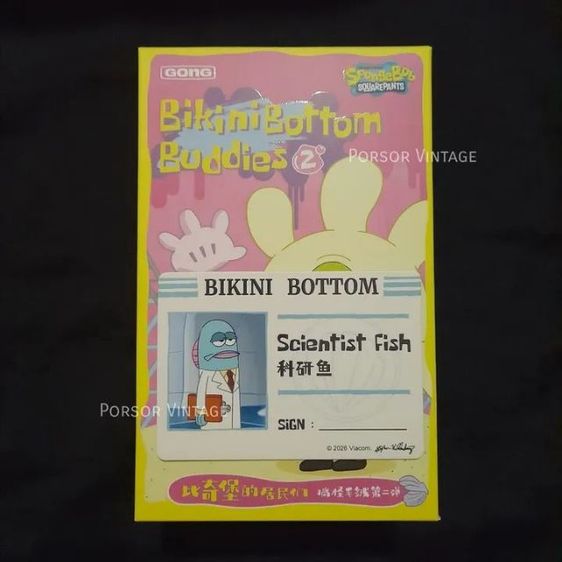 GONG
SPONGEBOB
SQUAREPANTS
Bikini Bottom
Buddies 2
PORSOR VINTAGE
BIKINI BOTTOM
Scientist Fish
科研鱼
PORSOR VINTAGE
SIGN :
© 2026 Viacom.
比奇堡的居民们